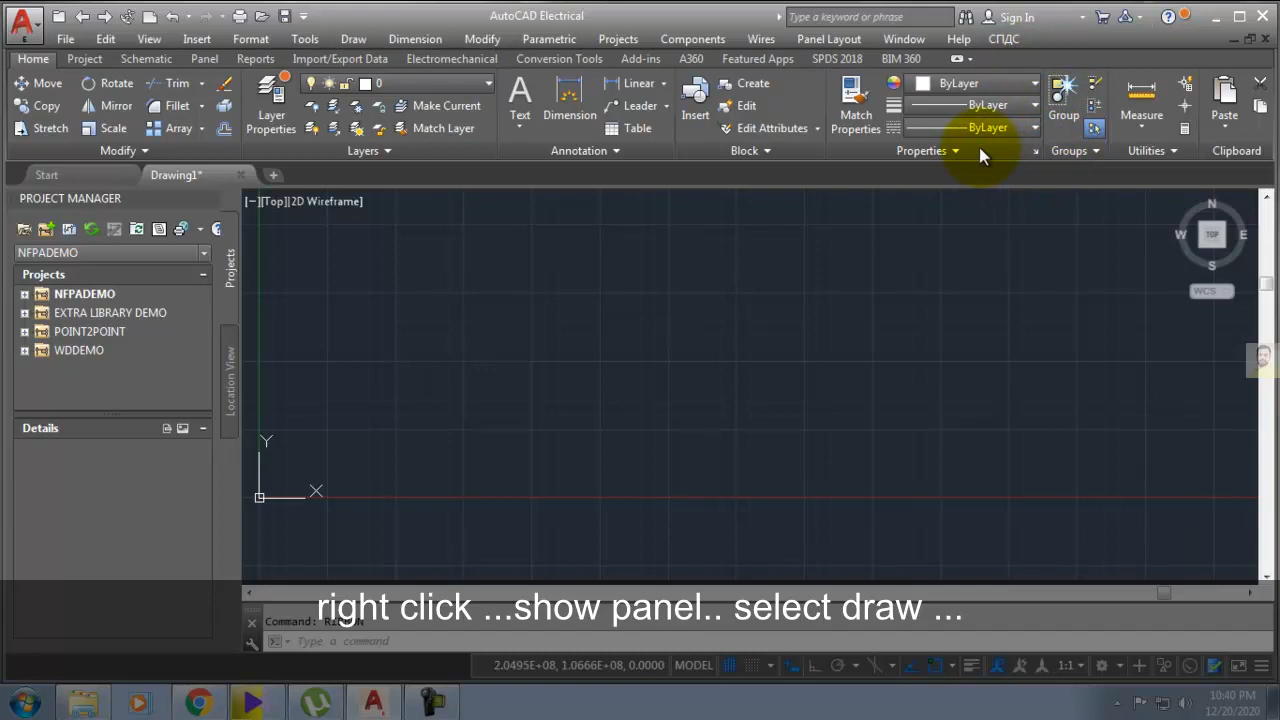 AutoCAD Electrical
Type a keyword or phrase
Sign In
File Edit View Insert Format Tools Draw Dimension Modify Parametric Projects Components Wires Panel Layout Window Help СПДС
Home Project Schematic Panel Reports Import/Export Data Electromechanical Conversion Tools Add-ins A360 Featured Apps SPDS 2018 BIM 360
Move Rotate Trim
Copy Mirror Fillet
Stretch Scale Array
Modify
Layer
Properties
0
Make Current
Match Layer
Layers
Text
Dimension
Linear
Leader
Table
Annotation
Insert
Create
Edit
Edit Attributes
Block
Match
Properties
ByLayer
ByLayer
ByLayer
Properties
Group
Groups
Measure
Utilities
Paste
Clipboard
Start
Drawing1*
PROJECT MANAGER
NFPADEMO
Projects
NFPADEMO
EXTRA LIBRARY DEMO
POINT2POINT
WDDEMO
Details
Projects
Location View
[−][Top][2D Wireframe]
N
W TOP E
S
WCS
Y
X
right click ...show panel.. select draw ...
Type a command
2.0495E+08, 1.0666E+08, 0.0000 MODEL
1:1
10:40 PM
12/20/2020